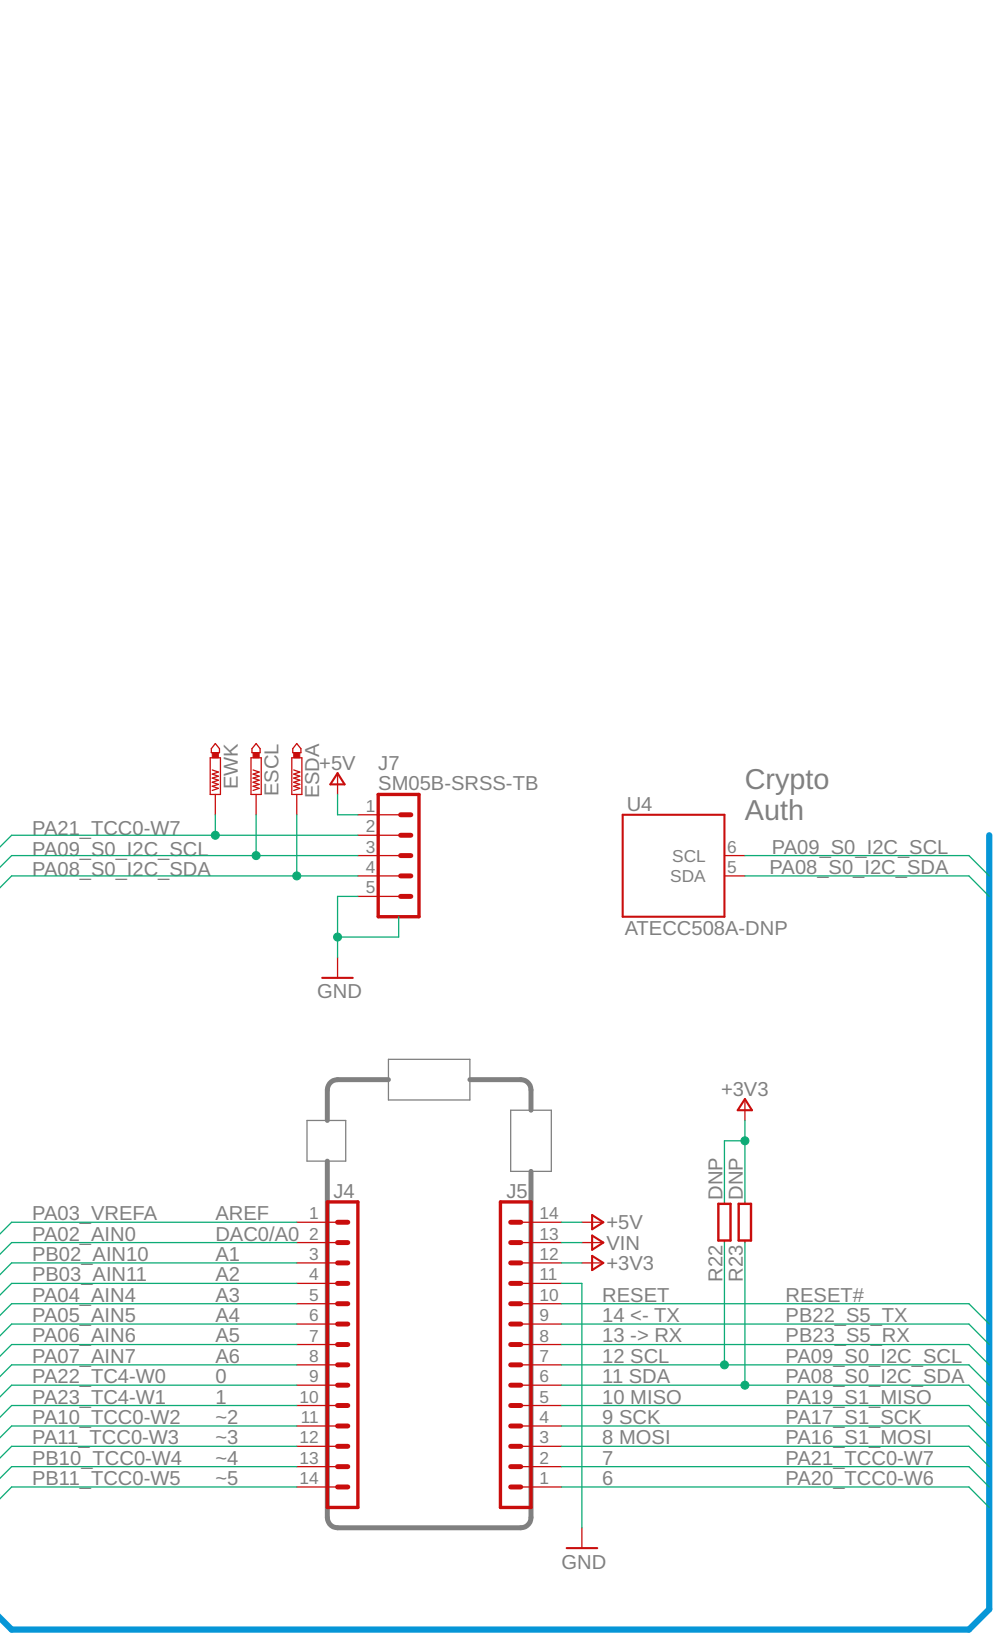 EWK
ESCL
ESDA
+5V
J7
SM05B-SRSS-TB
1
PA21_TCC0-W7 2
PA09_S0_I2C_SCL 3
PA08_S0_I2C_SDA 4
5
GND
Crypto
Auth
U4
SCL 6 PA09_S0_I2C_SCL
SDA 5 PA08_S0_I2C_SDA
ATECC508A-DNP
+3V3
DNP
DNP
R22
R23
J4
PA03_VREFA AREF 1
PA02_AIN0 DAC0/A0 2
PB02_AIN10 A1 3
PB03_AIN11 A2 4
PA04_AIN4 A3 5
PA05_AIN5 A4 6
PA06_AIN6 A5 7
PA07_AIN7 A6 8
PA22_TC4-W0 0 9
PA23_TC4-W1 1 10
PA10_TCC0-W2 ~2 11
PA11_TCC0-W3 ~3 12
PB10_TCC0-W4 ~4 13
PB11_TCC0-W5 ~5 14
J5
14 +5V
13 VIN
12 +3V3
11
10 RESET RESET#
9 14 <- TX PB22_S5_TX
8 13 -> RX PB23_S5_RX
7 12 SCL PA09_S0_I2C_SCL
6 11 SDA PA08_S0_I2C_SDA
5 10 MISO PA19_S1_MISO
4 9 SCK PA17_S1_SCK
3 8 MOSI PA16_S1_MOSI
2 7 PA21_TCC0-W7
1 6 PA20_TCC0-W6
GND